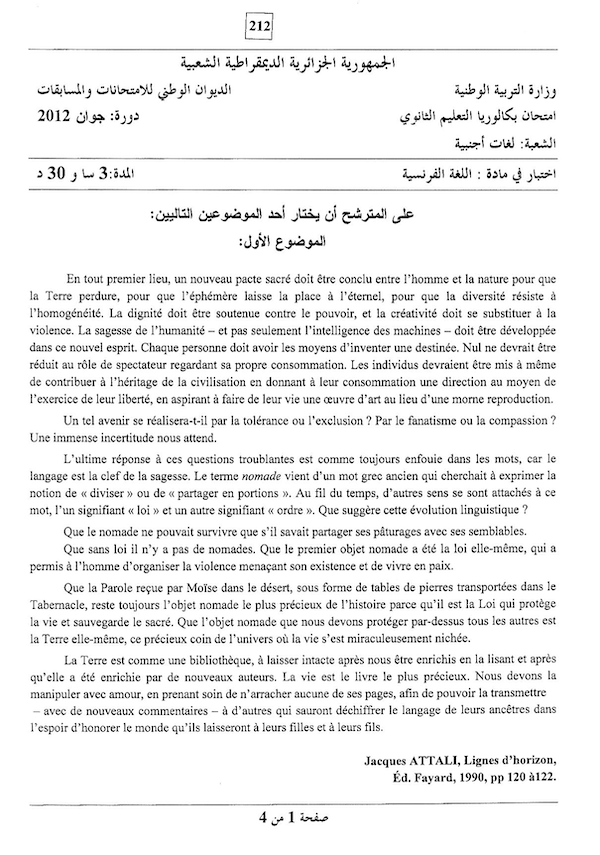 212
الجمهورية الجزائرية الديمقراطية الشعبية
وزارة التربية الوطنية
الديوان الوطني للامتحانات والمسابقات
امتحان بكالوريا التعليم الثانوي
دورة: جوان 2012
الشعبة: لغات أجنبية
اختبار في مادة : اللغة الفرنسية
المدة:3 سا و 30 د
على المترشح أن يختار أحد الموضوعين التاليين:
الموضوع الأول:
En tout premier lieu, un nouveau pacte sacré doit être conclu entre l'homme et la nature pour que
la Terre perdure, pour que l'éphémère laisse la place à l'éternel, pour que la diversité résiste à
l'homogénéité. La dignité doit être soutenue contre le pouvoir, et la créativité doit se substituer à la
violence. La sagesse de l'humanité – et pas seulement l'intelligence des machines – doit être développée
dans ce nouvel esprit. Chaque personne doit avoir les moyens d'inventer une destinée. Nul ne devrait être
réduit au rôle de spectateur regardant sa propre consommation. Les individus devraient être mis à même
de contribuer à l'héritage de la civilisation en donnant à leur consommation une direction au moyen de
l'exercice de leur liberté, en aspirant à faire de leur vie une œuvre d'art au lieu d'une morne reproduction.
Un tel avenir se réalisera-t-il par la tolérance ou l'exclusion ? Par le fanatisme ou la compassion ?
Une immense incertitude nous attend.
L'ultime réponse à ces questions troublantes est comme toujours enfouie dans les mots, car le
langage est la clef de la sagesse. Le terme nomade vient d'un mot grec ancien qui cherchait à exprimer la
notion de « diviser » ou de « partager en portions ». Au fil du temps, d'autres sens se sont attachés à ce
mot, l'un signifiant « loi » et un autre signifiant « ordre ». Que suggère cette évolution linguistique ?
Que le nomade ne pouvait survivre que s'il savait partager ses pâturages avec ses semblables.
Que sans loi il n'y a pas de nomades. Que le premier objet nomade a été la loi elle-même, qui a
permis à l'homme d'organiser la violence menaçant son existence et de vivre en paix.
Que la Parole reçue par Moïse dans le désert, sous forme de tables de pierres transportées dans le
Tabernacle, reste toujours l'objet nomade le plus précieux de l'histoire parce qu'il est la Loi qui protège
la vie et sauvegarde le sacré. Que l'objet nomade que nous devons protéger par-dessus tous les autres est
la Terre elle-même, ce précieux coin de l'univers où la vie s'est miraculeusement nichée.
La Terre est comme une bibliothèque, à laisser intacte après nous être enrichis en la lisant et après
qu'elle a été enrichie par de nouveaux auteurs. La vie est le livre le plus précieux. Nous devons la
manipuler avec amour, en prenant soin de n'arracher aucune de ses pages, afin de pouvoir la transmettre
– avec de nouveaux commentaires – à d'autres qui sauront déchiffrer le langage de leurs ancêtres dans
l'espoir d'honorer le monde qu'ils laisseront à leurs filles et à leurs fils.
Jacques ATTALI, Lignes d'horizon,
Éd. Fayard, 1990, pp 120 à122.
صفحة 1 من 4